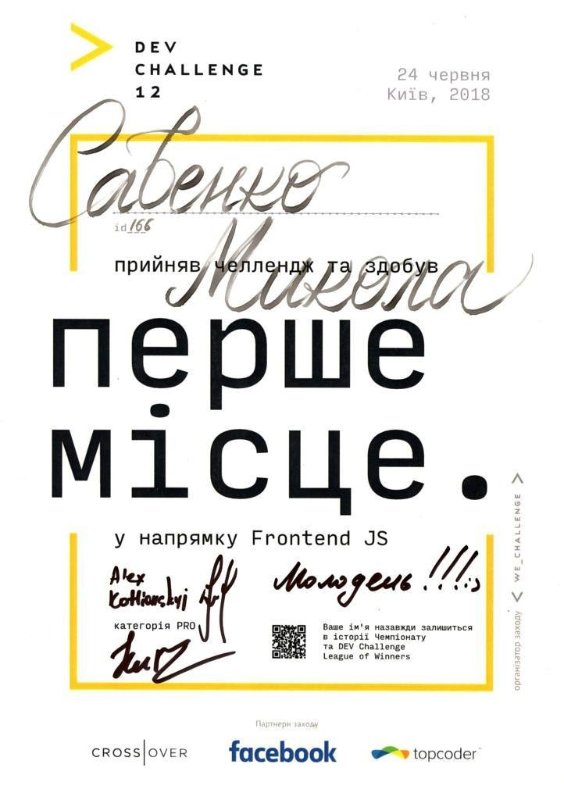 DEV
CHALLENGE
12
24 червня
Київ, 2018
Савенко
id 166
Микола
прийняв челлендж та здобув
перше
місце.
у напрямку Frontend JS
Alex
Молодець!!! :)
категорія PRO
Ваше ім'я назавжди залишиться
в історії Чемпіонату
та DEV Challenge
League of Winners
організатор заходу < WE_CHALLENGE >
Партнери заходу
CROSS|OVER
facebook
topcoder